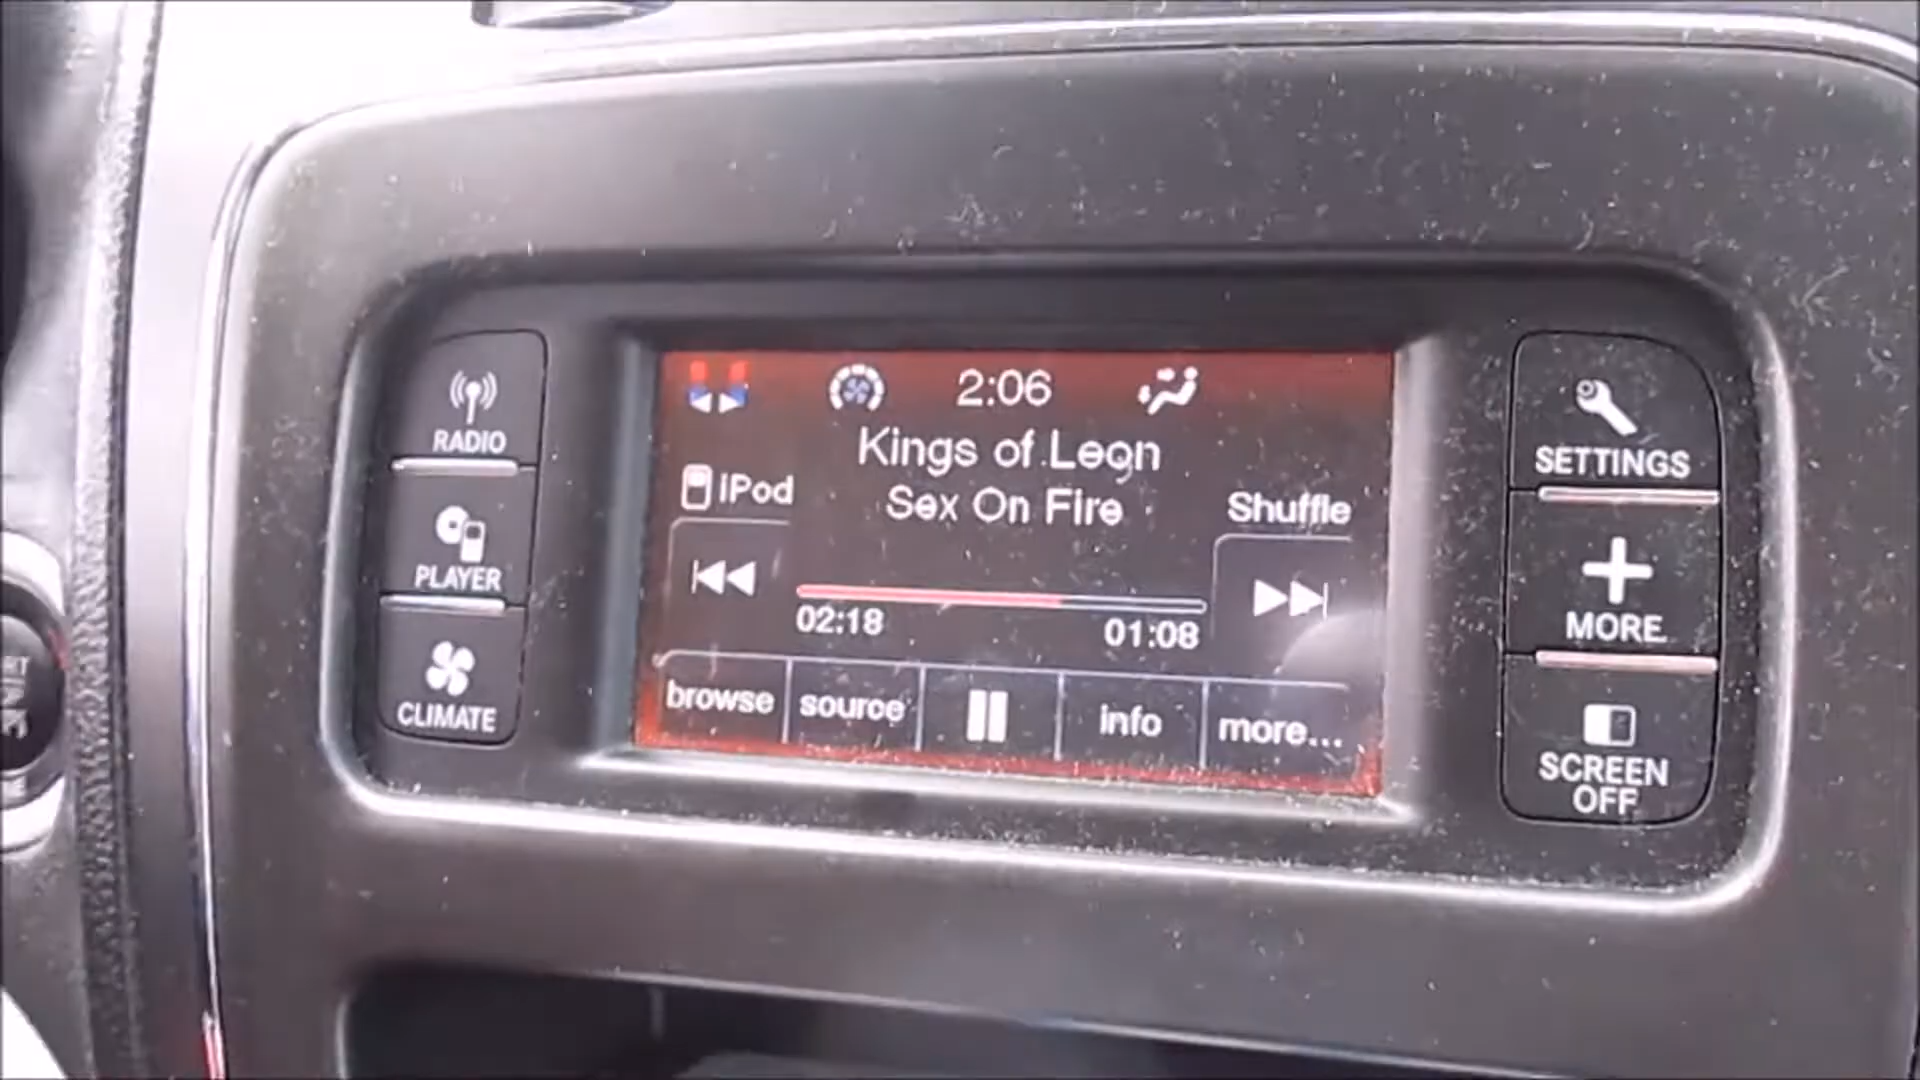 2:06
Kings of Leon
iPod
Sex On Fire
Shuffle
02:18
01:08
browse
source
info
more...
RADIO
PLAYER
CLIMATE
SETTINGS
MORE
SCREEN
OFF